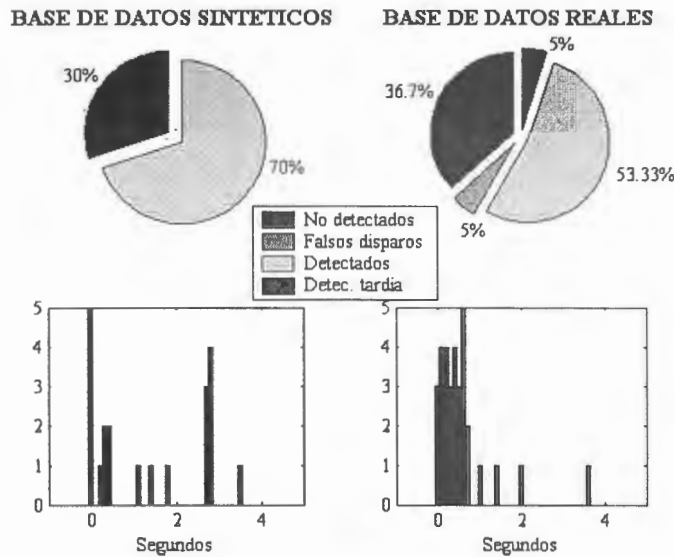 BASE DE DATOS SINTETICOS
BASE DE DATOS REALES
30%
70%
5%
36.7%
53.33%
5%
No detectados
Falsos disparos
Detectados
Detec. tardia
5
4
3
2
1
0
0 2 4
Segundos
5
4
3
2
1
0
0 2 4
Segundos